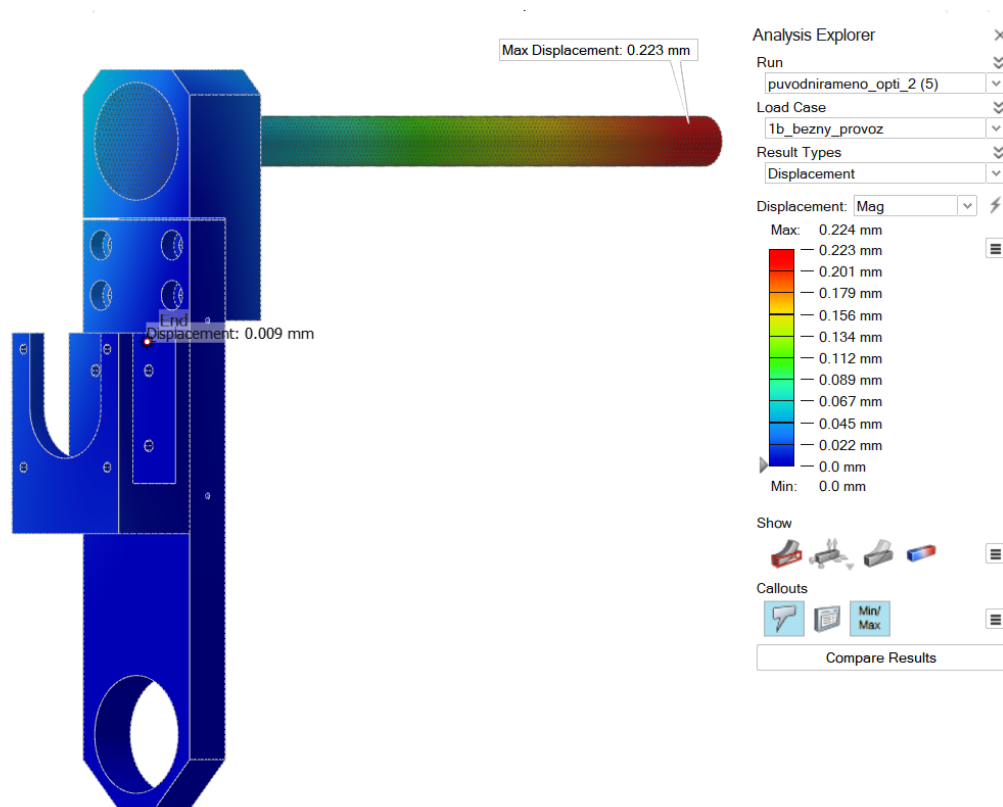 Max Displacement: 0.223 mm
End
Displacement: 0.009 mm
Analysis Explorer
Run
puvodnirameno_opti_2 (5)
Load Case
1b_bezny_provoz
Result Types
Displacement
Displacement: Mag
Max: 0.224 mm
0.223 mm
0.201 mm
0.179 mm
0.156 mm
0.134 mm
0.112 mm
0.089 mm
0.067 mm
0.045 mm
0.022 mm
0.0 mm
Min: 0.0 mm
Show
Callouts
Min/
Max
Compare Results